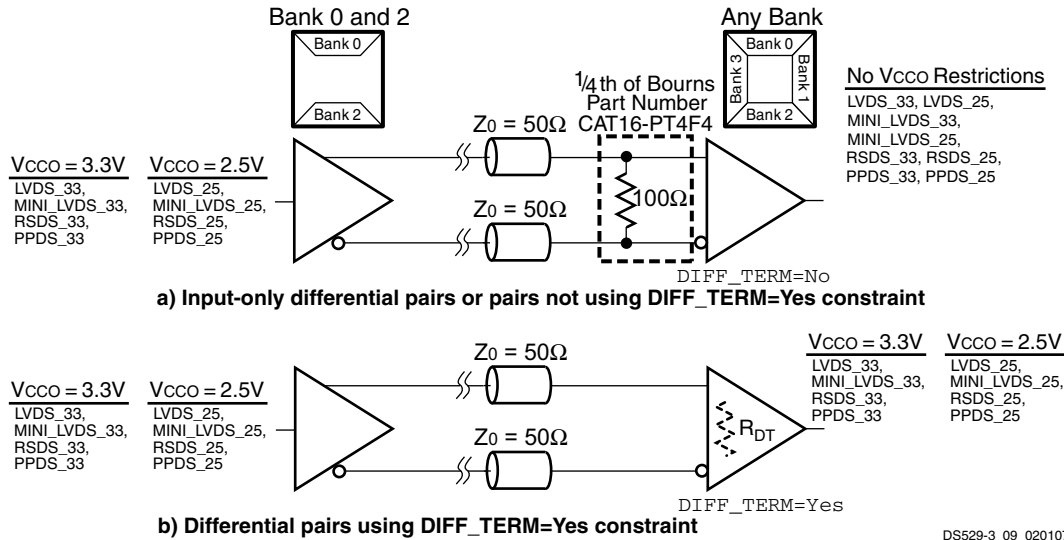 Bank 0 and 2
Bank 0
Bank 2
Any Bank
Bank 0
Bank 3
Bank 1
Bank 2
1/4th of Bourns
Part Number
CAT16-PT4F4
No VCCO Restrictions
LVDS_33, LVDS_25,
MINI_LVDS_33,
MINI_LVDS_25,
RSDS_33, RSDS_25,
PPDS_33, PPDS_25
VCCO = 3.3V
LVDS_33,
MINI_LVDS_33,
RSDS_33,
PPDS_33
VCCO = 2.5V
LVDS_25,
MINI_LVDS_25,
RSDS_25,
PPDS_25
Z0 = 50Ω
Z0 = 50Ω
100Ω
DIFF_TERM=No
a) Input-only differential pairs or pairs not using DIFF_TERM=Yes constraint
VCCO = 3.3V
LVDS_33,
MINI_LVDS_33,
RSDS_33,
PPDS_33
VCCO = 2.5V
LVDS_25,
MINI_LVDS_25,
RSDS_25,
PPDS_25
Z0 = 50Ω
Z0 = 50Ω
RDT
DIFF_TERM=Yes
VCCO = 3.3V
LVDS_33,
MINI_LVDS_33,
RSDS_33,
PPDS_33
VCCO = 2.5V
LVDS_25,
MINI_LVDS_25,
RSDS_25,
PPDS_25
b) Differential pairs using DIFF_TERM=Yes constraint
DS529-3_09_020107